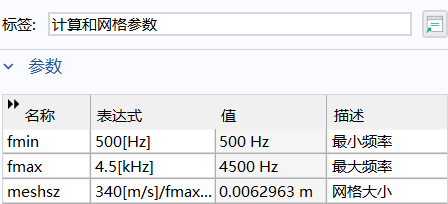 标签: 计算和网格参数
参数
名称 表达式 值 描述
fmin 500[Hz] 500 Hz 最小频率
fmax 4.5[kHz] 4500 Hz 最大频率
meshsz 340[m/s]/fmax... 0.0062963 m 网格大小